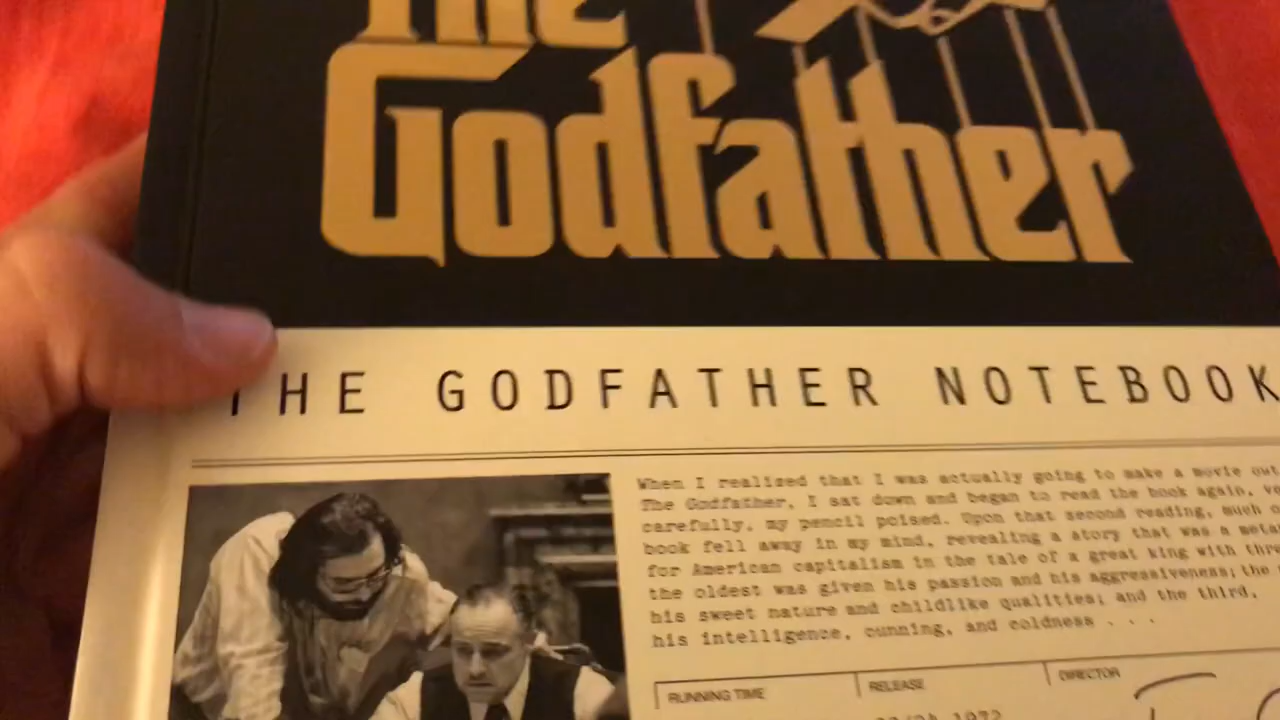 The
Godfather
THE GODFATHER NOTEBOOK
When I realized that I was actually going to make a movie out
The Godfather, I sat down and began to read the book again,
carefully, my pencil poised. Upon that second reading, much
book fell away in my mind, revealing a story that was a
for American capitalism in the tale of a great king with
the oldest was given his passion and his aggressiveness; the
his sweet nature and childlike qualities; and the third,
his intelligence, cunning, and coldness . . .
RUNNING TIME RELEASE DIRECTOR
1972